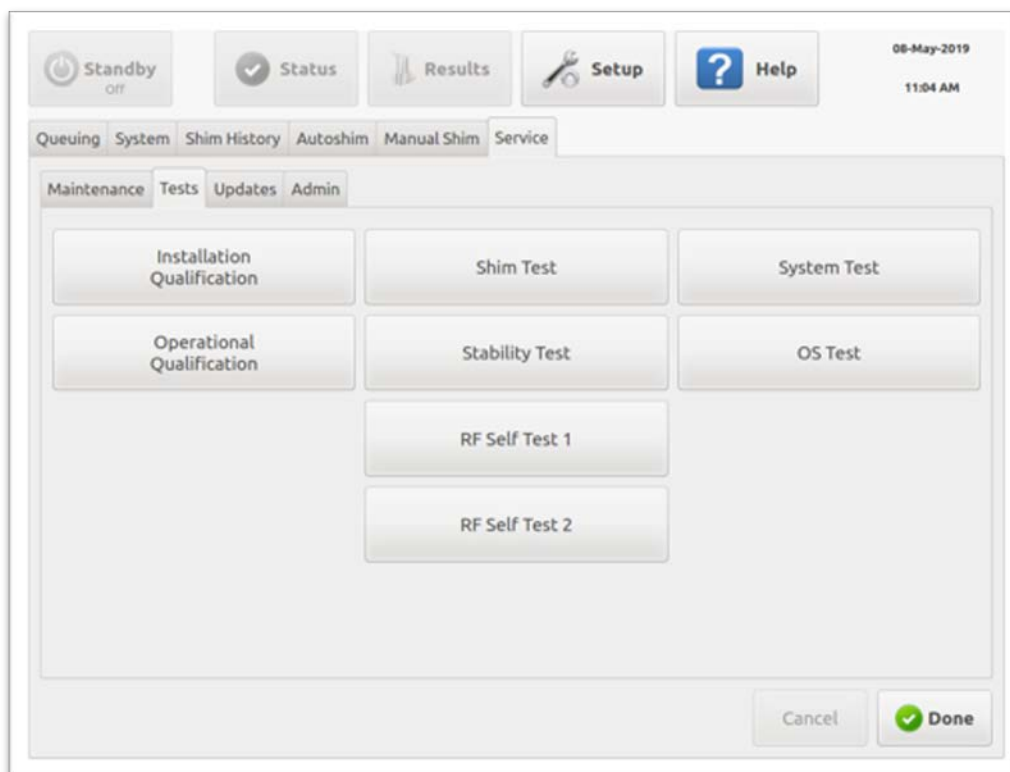 Standby
Off
Status
Results
Setup
? Help
08-May-2019
11:04 AM
Queuing System Shim History Autoshim Manual Shim Service
Maintenance Tests Updates Admin
Installation
Qualification
Shim Test
System Test
Operational
Qualification
Stability Test
OS Test
RF Self Test 1
RF Self Test 2
Cancel
Done